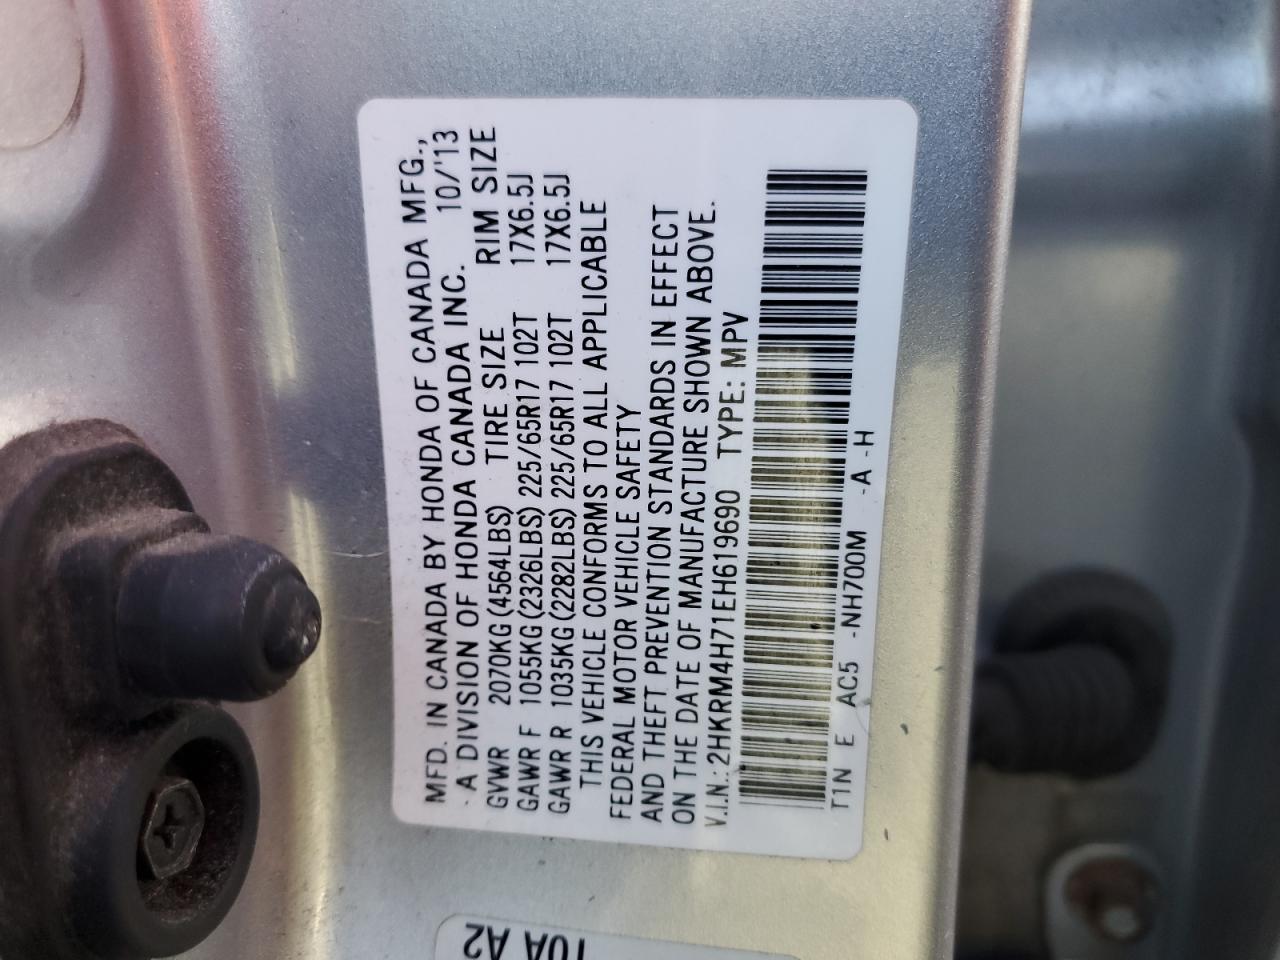 MFD. IN CANADA BY HONDA OF CANADA MFG.,
- A DIVISION OF HONDA CANADA INC. 10/'13
GVWR 2070KG(4564LBS) TIRE SIZE RIM SIZE
GAWR F 1055KG(2326LBS) 225/65R17 102T 17X6.5J
GAWR R 1035KG(2282LBS) 225/65R17 102T 17X6.5J
THIS VEHICLE CONFORMS TO ALL APPLICABLE
FEDERAL MOTOR VEHICLE SAFETY
AND THEFT PREVENTION STANDARDS IN EFFECT
ON THE DATE OF MANUFACTURE SHOWN ABOVE.
V.I.N.: 2HKRM4H71EH619690 TYPE: MPV
T1N E AC5 -NH700M -A -H
T0A A2